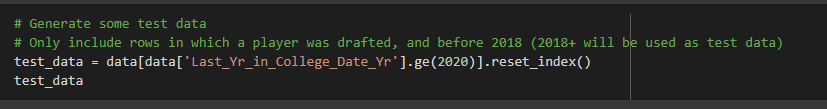 # Generate some test data
# Only include rows in which a player was drafted, and before 2018 (2018+ will be used as test data)
test_data = data[data['Last_Yr_in_College_Date_Yr'].ge(2020)].reset_index()
test_data